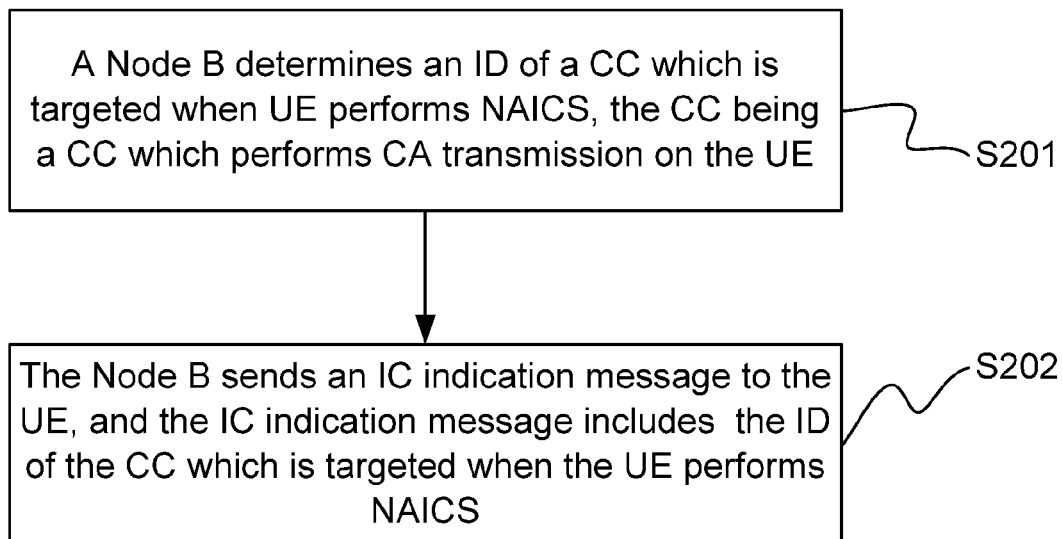 A Node B determines an ID of a CC which is
targeted when UE performs NAICS, the CC being
a CC which performs CA transmission on the UE
S201
The Node B sends an IC indication message to the
UE, and the IC indication message includes the ID
of the CC which is targeted when the UE performs
NAICS
S202